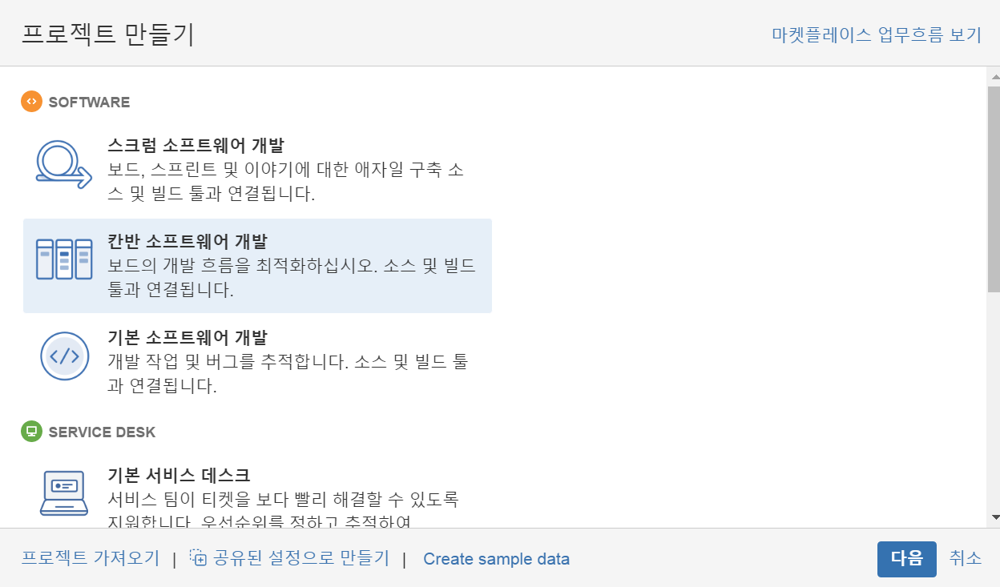 프로젝트 만들기
마켓플레이스 업무흐름 보기
SOFTWARE
스크럼 소프트웨어 개발
보드, 스프린트 및 이야기에 대한 애자일 구축 소
스 및 빌드 툴과 연결됩니다.
칸반 소프트웨어 개발
보드의 개발 흐름을 최적화하십시오. 소스 및 빌드
툴과 연결됩니다.
기본 소프트웨어 개발
개발 작업 및 버그를 추적합니다. 소스 및 빌드 툴
과 연결됩니다.
SERVICE DESK
기본 서비스 데스크
서비스 팀이 티켓을 보다 빨리 해결할 수 있도록
지원합니다. 우선순위를 정하고 추적하여
프로젝트 가져오기 | 공유된 설정으로 만들기 | Create sample data
다음 취소